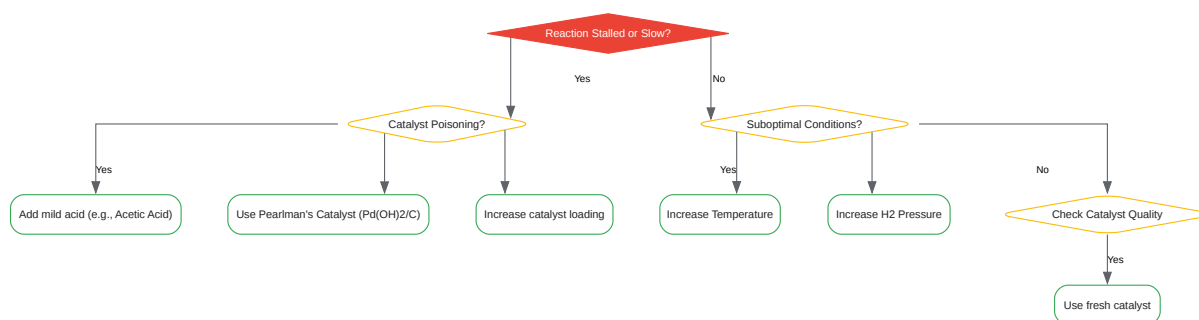 Reaction Stalled or Slow?
Yes
No
Catalyst Poisoning?
Suboptimal Conditions?
Yes
Yes
No
Add mild acid (e.g., Acetic Acid)
Use Pearlman's Catalyst (Pd(OH)2/C)
Increase catalyst loading
Increase Temperature
Increase H2 Pressure
Check Catalyst Quality
Yes
Use fresh catalyst